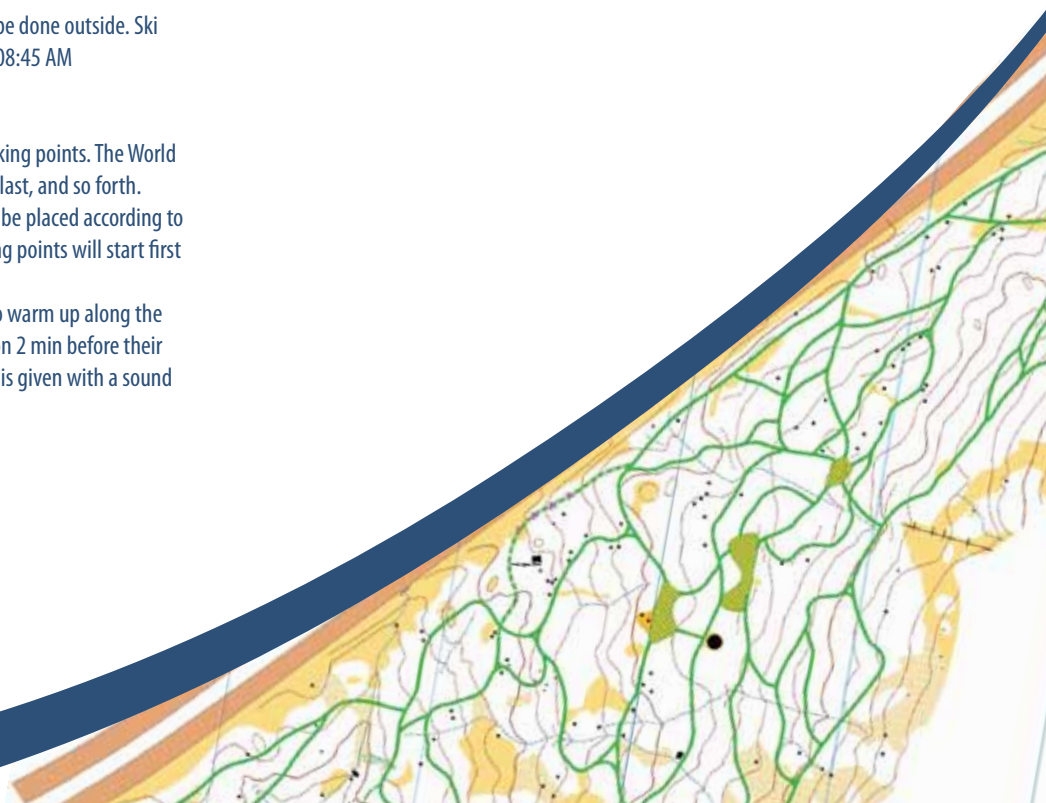 be done outside. Ski
08:45 AM
king points. The World
last, and so forth.
be placed according to
g points will start first
o warm up along the
on 2 min before their
is given with a sound